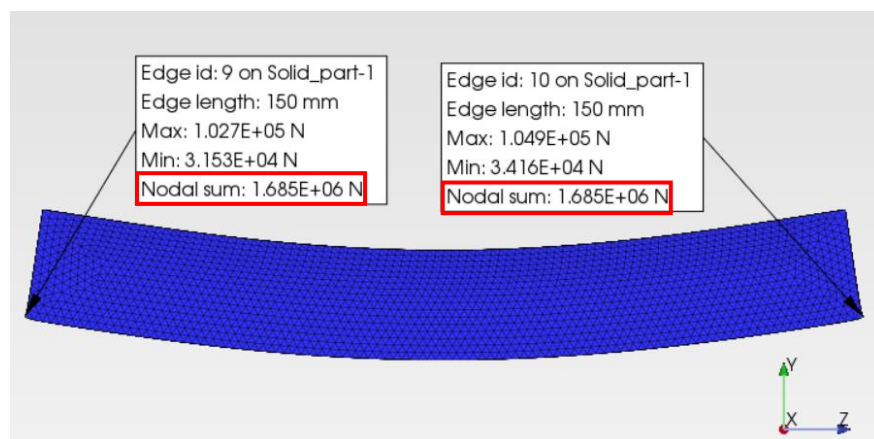 Edge id: 9 on Solid_part-1
Edge length: 150 mm
Max: 1.027E+05 N
Min: 3.153E+04 N
Nodal sum: 1.685E+06 N
Edge id: 10 on Solid_part-1
Edge length: 150 mm
Max: 1.049E+05 N
Min: 3.416E+04 N
Nodal sum: 1.685E+06 N
Y
X
Z